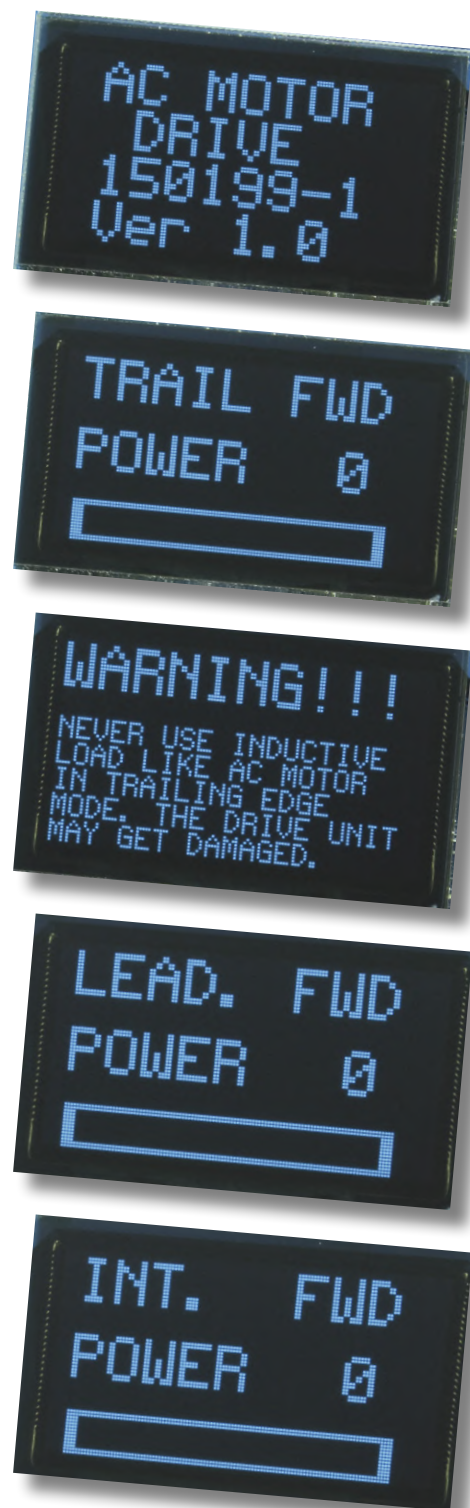 AC MOTOR
DRIVE
150199-1
Ver 1.0
TRAIL FWD
POWER 0
WARNING!!!
NEVER USE INDUCTIVE
LOAD LIKE AC MOTOR
IN TRAILING EDGE
MODE. THE DRIVE UNIT
MAY GET DAMAGED.
LEAD. FWD
POWER 0
INT. FWD
POWER 0